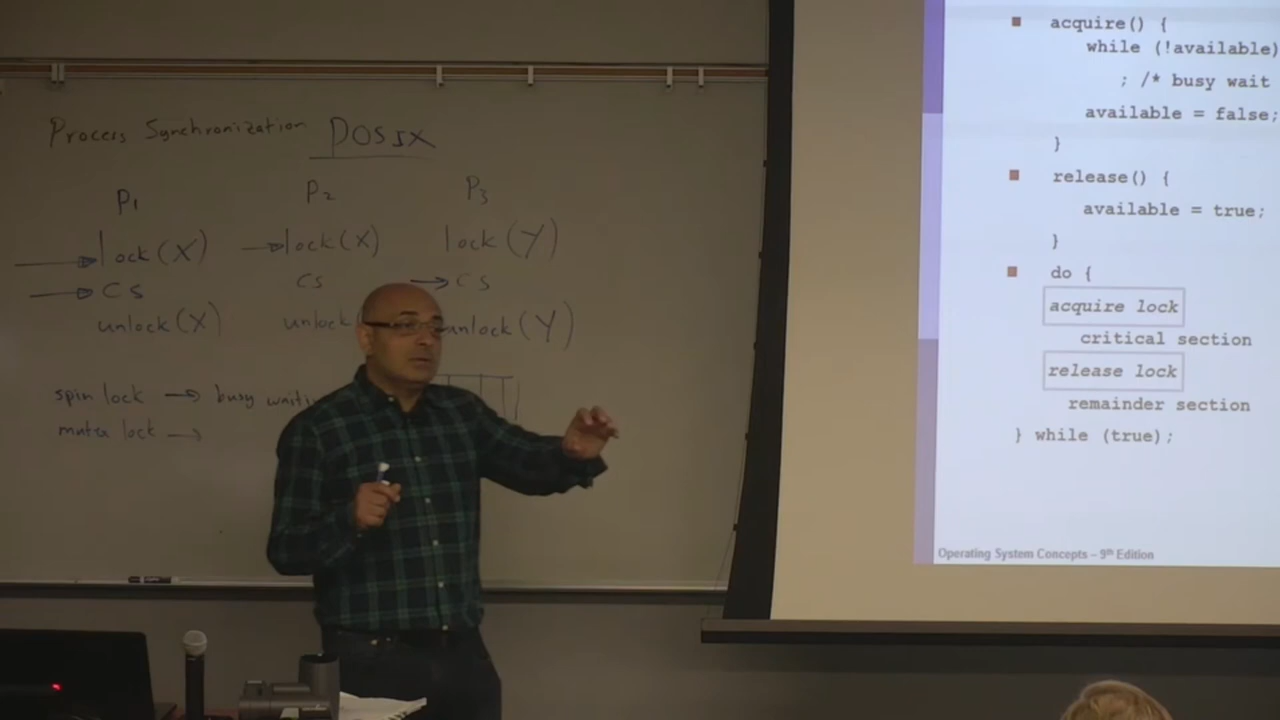 Process Synchronization POSIX
P1 P2 P3
lock(X) lock(X) lock(Y)
CS CS CS
unlock(X) unlock unlock(Y)
spin lock → busy waiting
mutex lock →
acquire() {
while (!available)
; /* busy wait
available = false;
}
release() {
available = true;
}
do {
acquire lock
critical section
release lock
remainder section
} while (true);
Operating System Concepts – 9th Edition